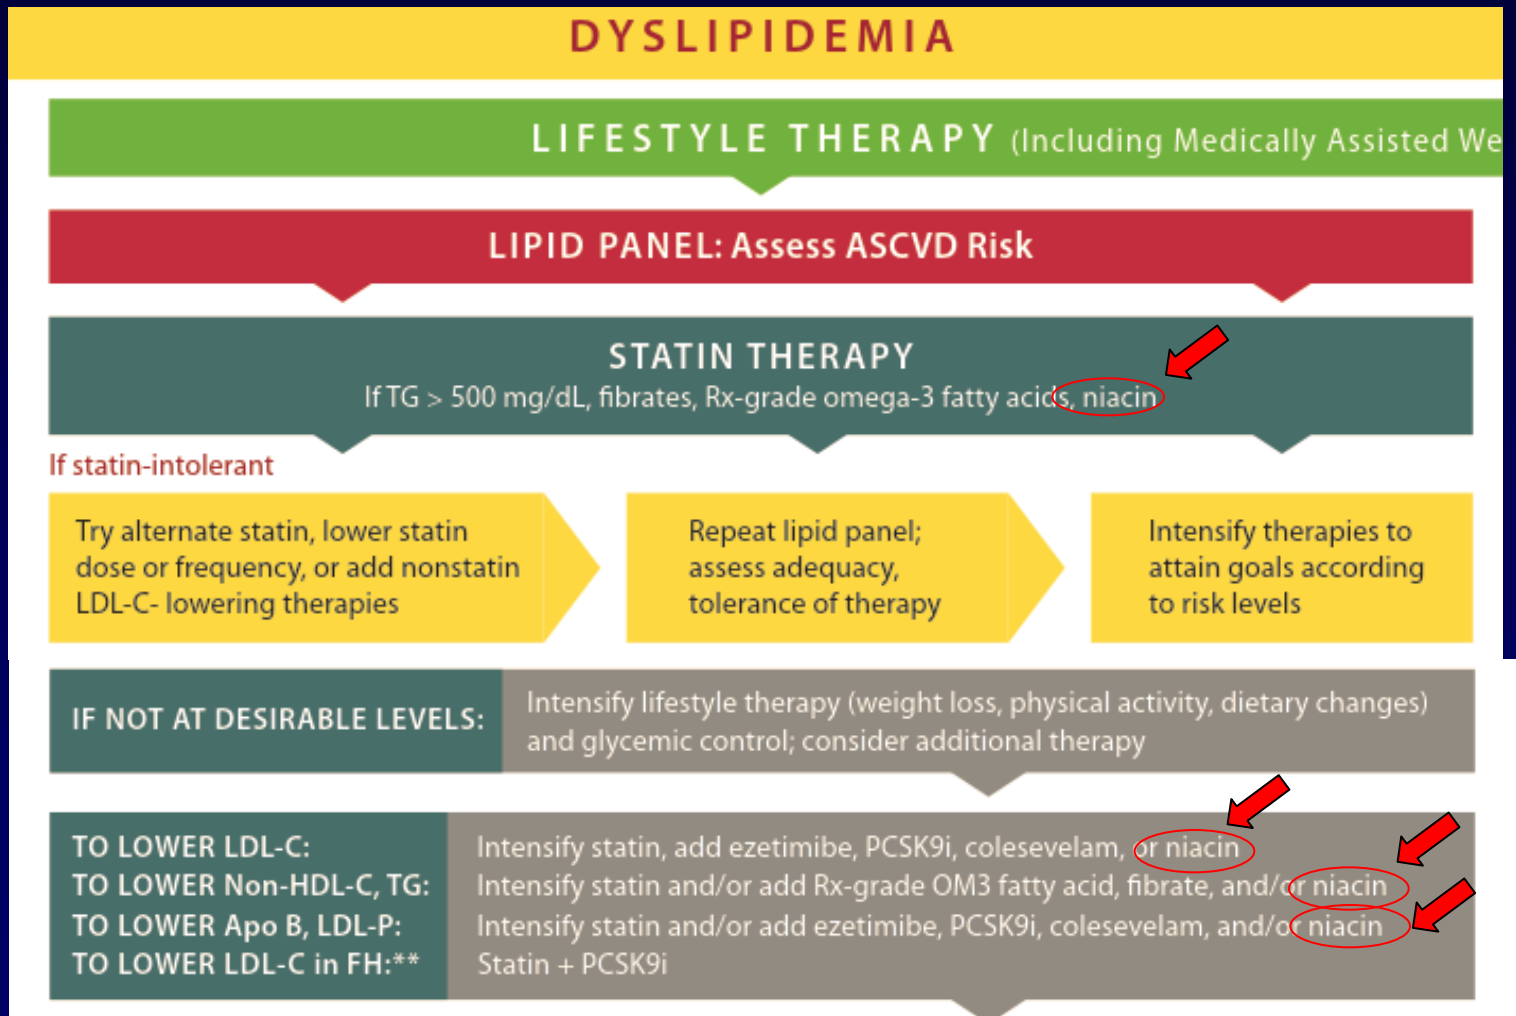 DYSLIPIDEMIA
LIFESTYLE THERAPY (Including Medically Assisted We
LIPID PANEL: Assess ASCVD Risk
STATIN THERAPY
If TG > 500 mg/dL, fibrates, Rx-grade omega-3 fatty acids, niacin
If statin-intolerant
Try alternate statin, lower statin
dose or frequency, or add nonstatin
LDL-C- lowering therapies
Repeat lipid panel;
assess adequacy,
tolerance of therapy
Intensify therapies to
attain goals according
to risk levels
IF NOT AT DESIRABLE LEVELS:
Intensify lifestyle therapy (weight loss, physical activity, dietary changes)
and glycemic control; consider additional therapy
TO LOWER LDL-C: Intensify statin, add ezetimibe, PCSK9i, colesevelam, or niacin
TO LOWER Non-HDL-C, TG: Intensify statin and/or add Rx-grade OM3 fatty acid, fibrate, and/or niacin
TO LOWER Apo B, LDL-P: Intensify statin and/or add ezetimibe, PCSK9i, colesevelam, and/or niacin
TO LOWER LDL-C in FH:** Statin + PCSK9i